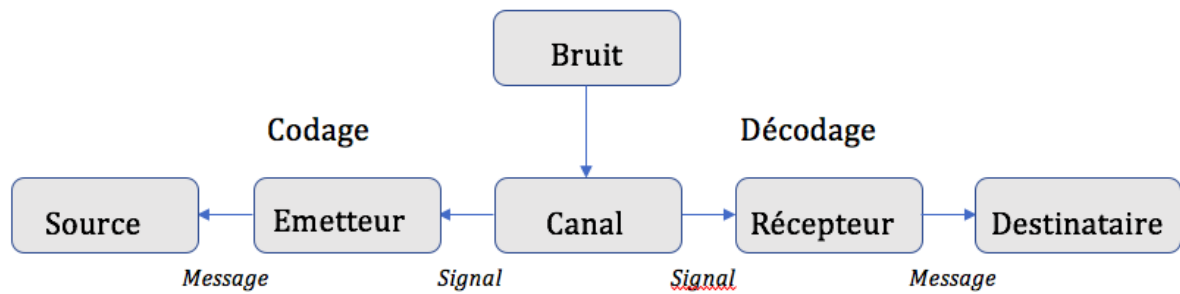 Bruit
Codage
Décodage
Source
Emetteur
Canal
Récepteur
Destinataire
Message
Signal
Signal
Message